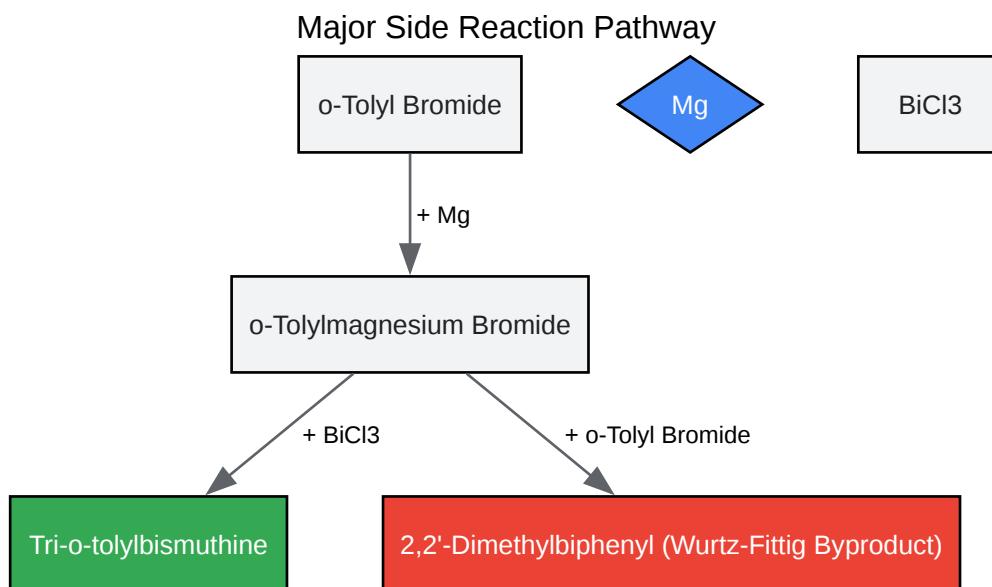 Major Side Reaction Pathway
o-Tolyl Bromide
Mg
BiCl3
+ Mg
o-Tolylmagnesium Bromide
+ BiCl3
+ o-Tolyl Bromide
Tri-o-tolylbismuthine
2,2'-Dimethylbiphenyl (Wurtz-Fittig Byproduct)